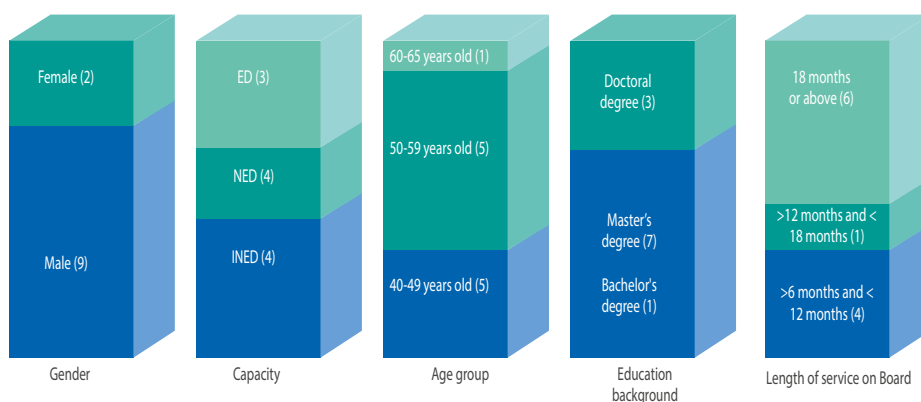 Female (2)
Male (9)
Gender
ED (3)
NED (4)
INED (4)
Capacity
60-65 years old (1)
50-59 years old (5)
40-49 years old (5)
Age group
Doctoral
degree (3)
Master's
degree (7)
Bachelor's
degree (1)
Education
background
18 months
or above (6)
>12 months and <
18 months (1)
>6 months and <
12 months (4)
Length of service on Board